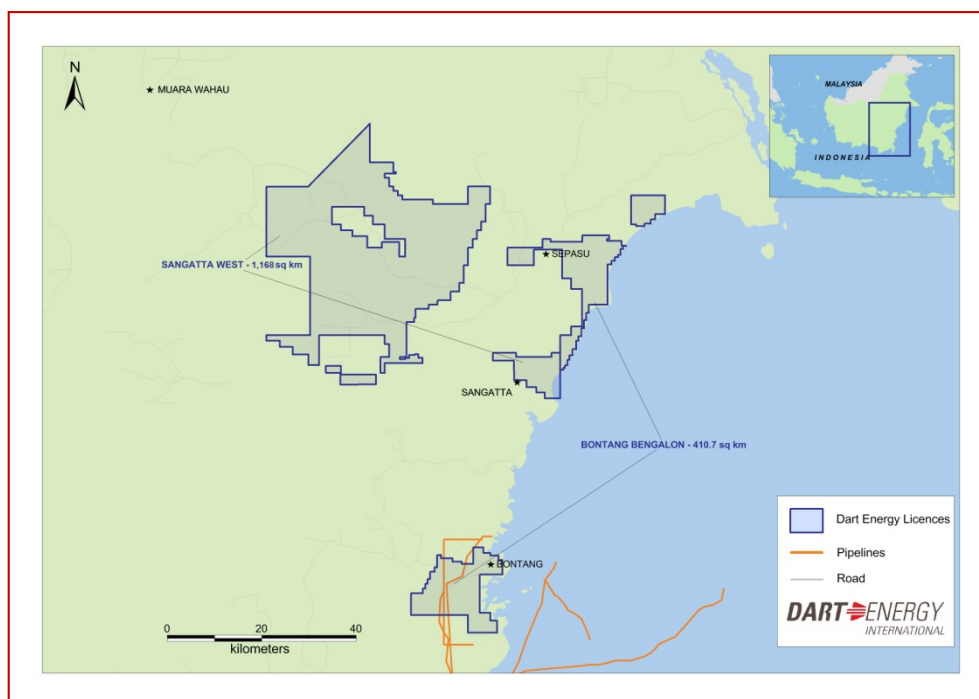 N
MUARA WAHAU
MALAYSIA
INDONESIA
SEPASU
SANGATTA WEST - 1,168 sq km
SANGATTA
BONTANG BENGALON - 410.7 sq km
BONTANG
0 20 40
kilometers
Dart Energy Licences
Pipelines
Road
DART ENERGY
INTERNATIONAL